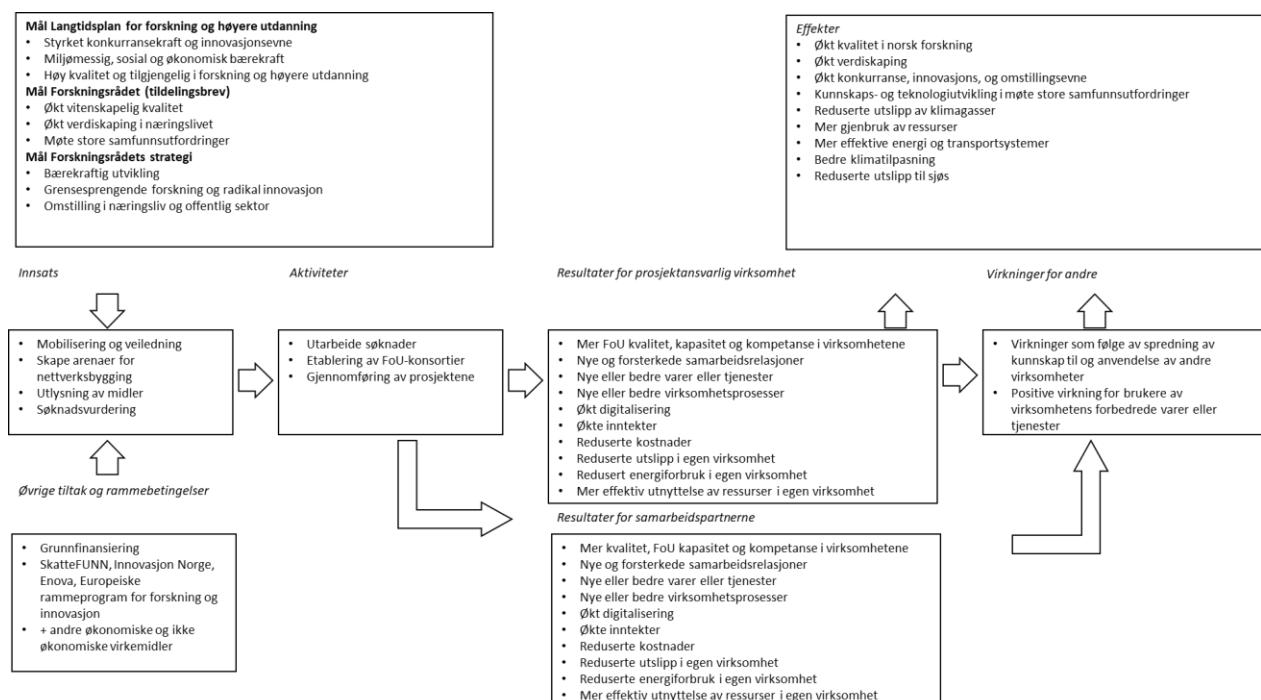 Mål Langtidsplan for forskning og høyere utdanning
• Styrket konkurransekraft og innovasjonsevne
• Miljømessig, sosial og økonomisk bærekraft
• Høy kvalitet og tilgjengelig i forskning og høyere utdanning
Mål Forskningsrådet (tildelingsbrev)
• Økt vitenskapelig kvalitet
• Økt verdiskaping i næringslivet
• Møte store samfunnsutfordringer
Mål Forskningsrådets strategi
• Bærekraftig utvikling
• Grensesprengende forskning og radikal innovasjon
• Omstilling i næringsliv og offentlig sektor
Effekter
• Økt kvalitet i norsk forskning
• Økt verdiskaping
• Økt konkurranse, innovasjons, og omstillingsevne
• Kunnskaps- og teknologiutvikling i møte store samfunnsutfordringer
• Reduserte utslipp av klimagasser
• Mer gjenbruk av ressurser
• Mer effektive energi og transportsystemer
• Bedre klimatilpasning
• Reduserte utslipp til sjøs
Innsats
• Mobilisering og veiledning
• Skape arenaer for
nettverksbygging
• Utlysning av midler
• Søknadsvurdering
Øvrige tiltak og rammebetingelser
• Grunnfinansiering
• SkatteFUNN, Innovasjon Norge,
Enova, Europeiske
rammeprogram for forskning og
innovasjon
• + andre økonomiske og ikke
økonomiske virkemidler
Aktiviteter
• Utarbeide søknader
• Etablering av FoU-konsortier
• Gjennomføring av prosjektene
Resultater for prosjektansvarlig virksomhet
• Mer FoU kvalitet, kapasitet og kompetanse i virksomhetene
• Nye og forsterkede samarbeidsrelasjoner
• Nye eller bedre varer eller tjenester
• Nye eller bedre virksomhetsprosesser
• Økt digitalisering
• Økte inntekter
• Reduserte kostnader
• Reduserte utslipp i egen virksomhet
• Redusert energiforbruk i egen virksomhet
• Mer effektiv utnyttelse av ressurser i egen virksomhet
Resultater for samarbeidspartnerne
• Mer kvalitet, FoU kapasitet og kompetanse i virksomhetene
• Nye og forsterkede samarbeidsrelasjoner
• Nye eller bedre varer eller tjenester
• Nye eller bedre virksomhetsprosesser
• Økt digitalisering
• Økte inntekter
• Reduserte kostnader
• Reduserte utslipp i egen virksomhet
• Reduserte energiforbruk i egen virksomhet
• Mer effektiv utnyttelse av ressurser i egen virksomhet
Virkninger for andre
• Virkninger som følge av spredning av
kunnskap til og anvendelse av andre
virksomheter
• Positive virkning for brukere av
virksomhetens forbedrede varer eller
tjenester